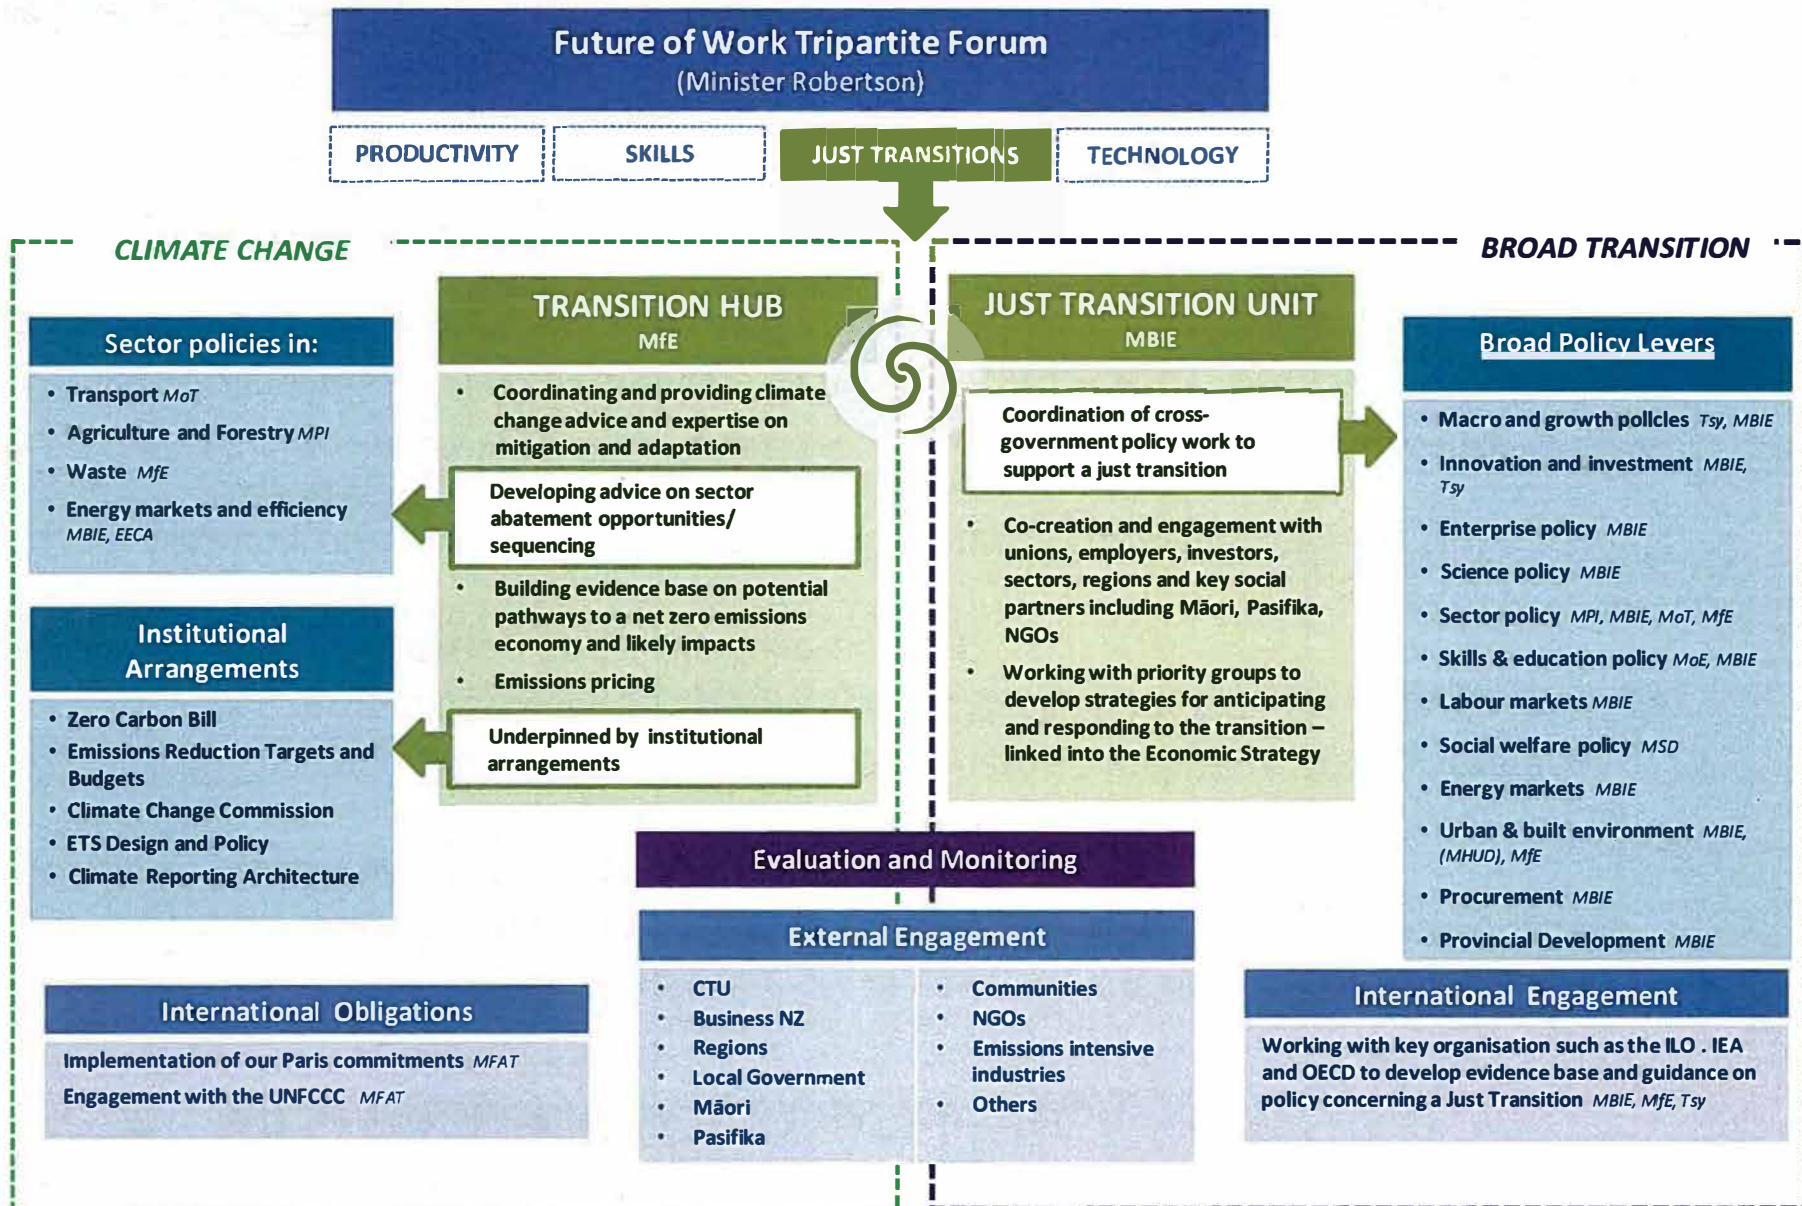 Future of Work Tripartite Forum
(Minister Robertson)
PRODUCTIVITY
SKILLS
JUST TRANSITIONS
TECHNOLOGY
CLIMATE CHANGE
BROAD TRANSITION
Sector policies in:
• Transport MoT
• Agriculture and Forestry MPI
• Waste MfE
• Energy markets and efficiency
MBIE, EECA
Institutional
Arrangements
• Zero Carbon Bill
• Emissions Reduction Targets and
Budgets
• Climate Change Commission
• ETS Design and Policy
• Climate Reporting Architecture
TRANSITION HUB
MfE
• Coordinating and providing climate
change advice and expertise on
mitigation and adaptation
Developing advice on sector
abatement opportunities/
sequencing
• Building evidence base on potential
pathways to a net zero emissions
economy and likely impacts
• Emissions pricing
Underpinned by institutional
arrangements
JUST TRANSITION UNIT
MBIE
Coordination of cross-
government policy work to
support a just transition
• Co-creation and engagement with
unions, employers, investors,
sectors, regions and key social
partners including Māori, Pasifika,
NGOs
• Working with priority groups to
develop strategies for anticipating
and responding to the transition –
linked into the Economic Strategy
Broad Policy Levers
• Macro and growth policles Tsy, MBIE
• Innovation and investment MBIE,
Tsy
• Enterprise policy MBIE
• Science policy MBIE
• Sector policy MPI, MBIE, MoT, MfE
• Skills & education policy MoE, MBIE
• Labour markets MBIE
• Social welfare policy MSD
• Energy markets MBIE
• Urban & built environment MBIE,
(MHUD), MfE
• Procurement MBIE
• Provincial Development MBIE
Evaluation and Monitoring
External Engagement
• CTU
• Business NZ
• Regions
• Local Government
• Māori
• Pasifika
• Communities
• NGOs
• Emissions intensive
industries
• Others
International Obligations
Implementation of our Paris commitments MFAT
Engagement with the UNFCCC MFAT
International Engagement
Working with key organisation such as the ILO . IEA
and OECD to develop evidence base and guidance on
policy concerning a Just Transition MBIE, MfE, Tsy